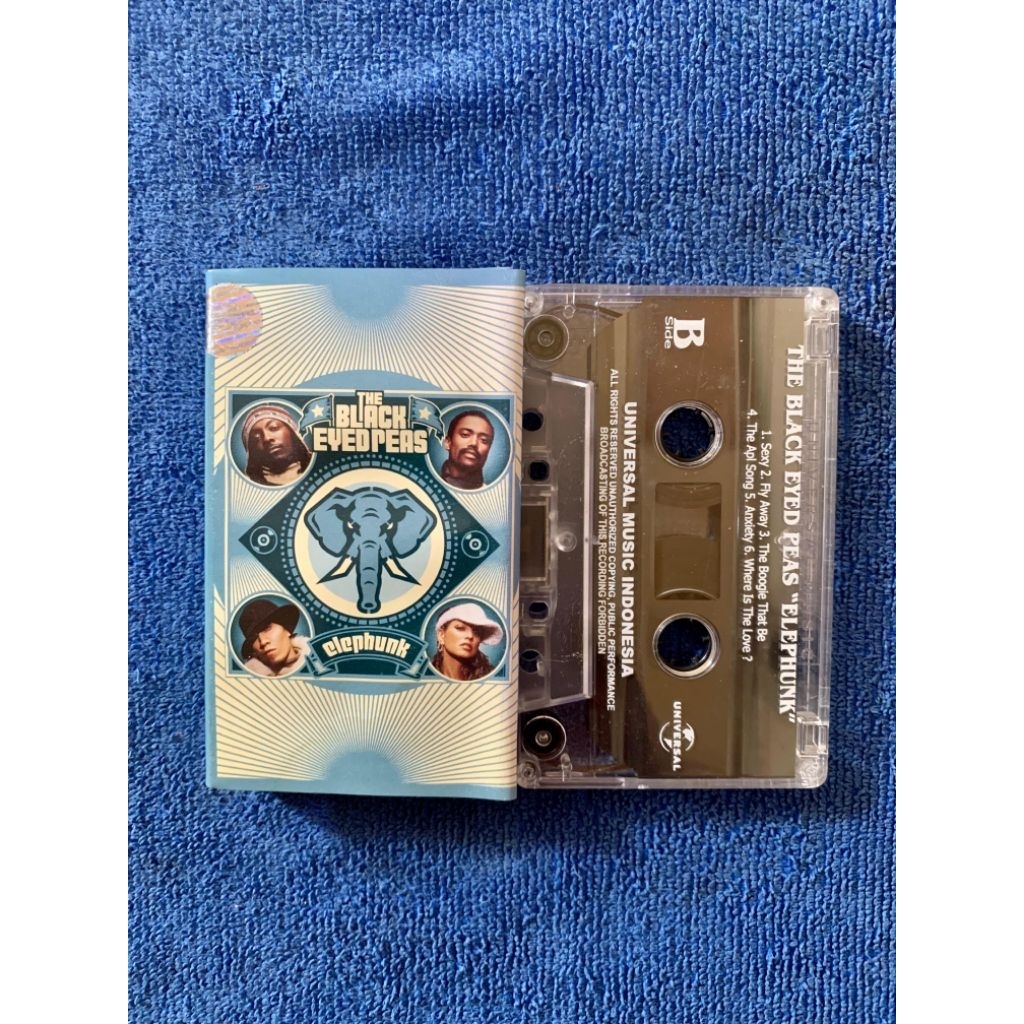 THE
BLACK
EYED PEAS
elephunk
THE BLACK EYED PEAS "ELEPHUNK"
1. Sexy 2. Fly Away 3. The Boogie That Be
4. The Apl Song 5. Anxiety 6. Where Is The Love ?
B
Side
UNIVERSAL
UNIVERSAL MUSIC INDONESIA
ALL RIGHTS RESERVED UNAUTHORIZED COPYING, PUBLIC PERFORMANCE
BROADCASTING OF THIS RECORDING FORBIDDEN